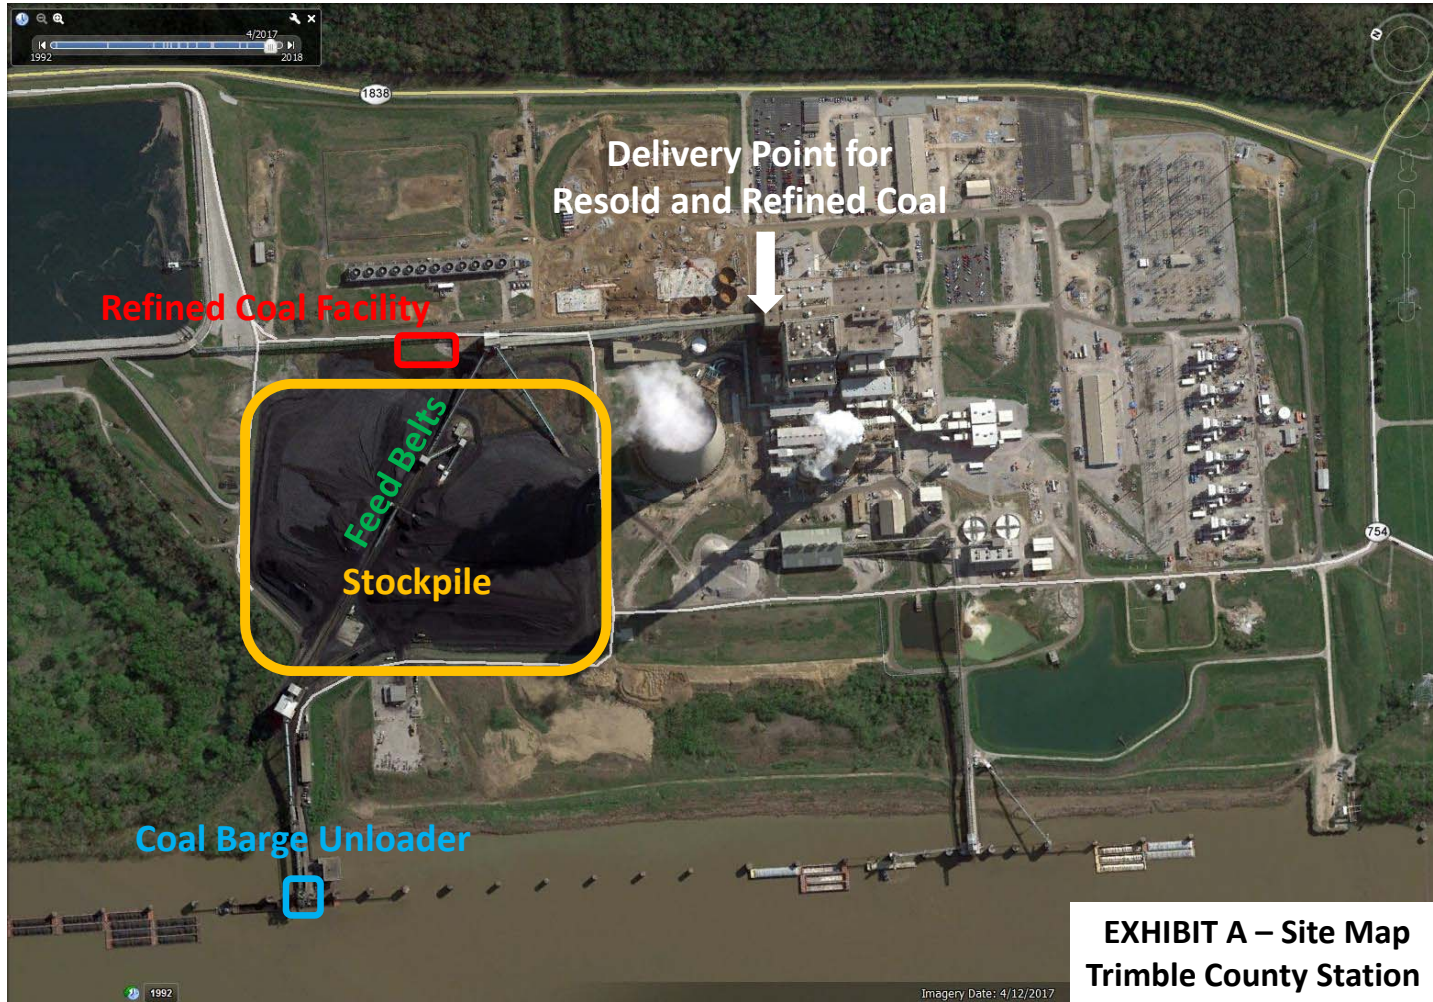 4/2017
1992
2018
1838
Delivery Point for
Resold and Refined Coal
Refined Coal Facility
Feed Belts
Stockpile
754
Coal Barge Unloader
EXHIBIT A – Site Map
Trimble County Station
1992
Imagery Date: 4/12/2017